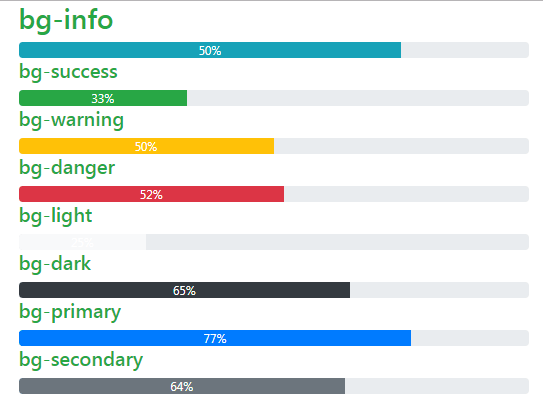 bg-info
50%
bg-success
33%
bg-warning
50%
bg-danger
52%
bg-light
bg-dark
65%
bg-primary
77%
bg-secondary
64%